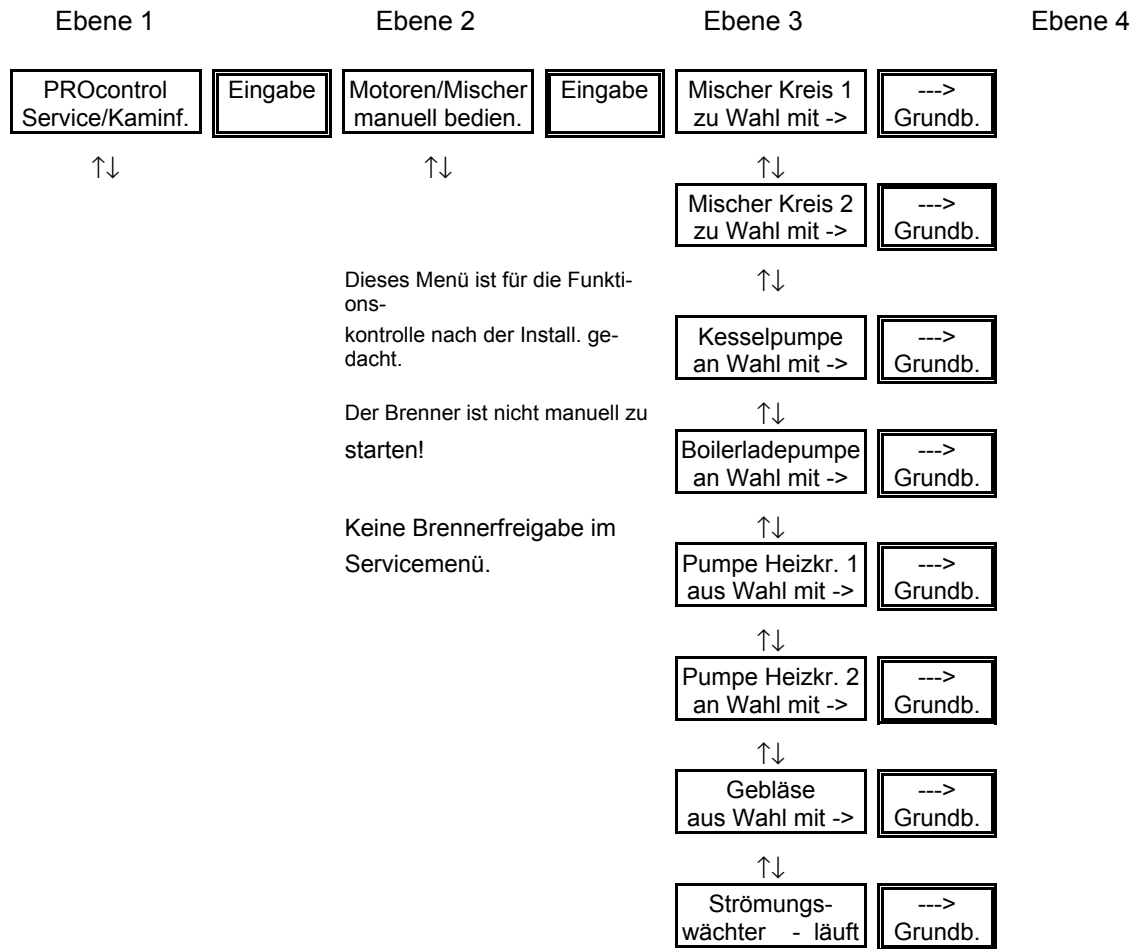 Ebene 1 Ebene 2 Ebene 3 Ebene 4
PROcontrol Eingabe Motoren/Mischer Eingabe Mischer Kreis 1 --->
Service/Kaminf. manuell bedien. zu Wahl mit -> Grundb.
↑↓ ↑↓ ↑↓
Mischer Kreis 2 --->
zu Wahl mit -> Grundb.
Dieses Menü ist für die Funkti- ↑↓
ons-
kontrolle nach der Install. ge- Kesselpumpe --->
dacht. an Wahl mit -> Grundb.
Der Brenner ist nicht manuell zu ↑↓
starten! Boilerladepumpe --->
an Wahl mit -> Grundb.
Keine Brennerfreigabe im ↑↓
Servicemenü. Pumpe Heizkr. 1 --->
aus Wahl mit -> Grundb.
↑↓
Pumpe Heizkr. 2 --->
an Wahl mit -> Grundb.
↑↓
Gebläse --->
aus Wahl mit -> Grundb.
↑↓
Strömungs- --->
wächter - läuft Grundb.